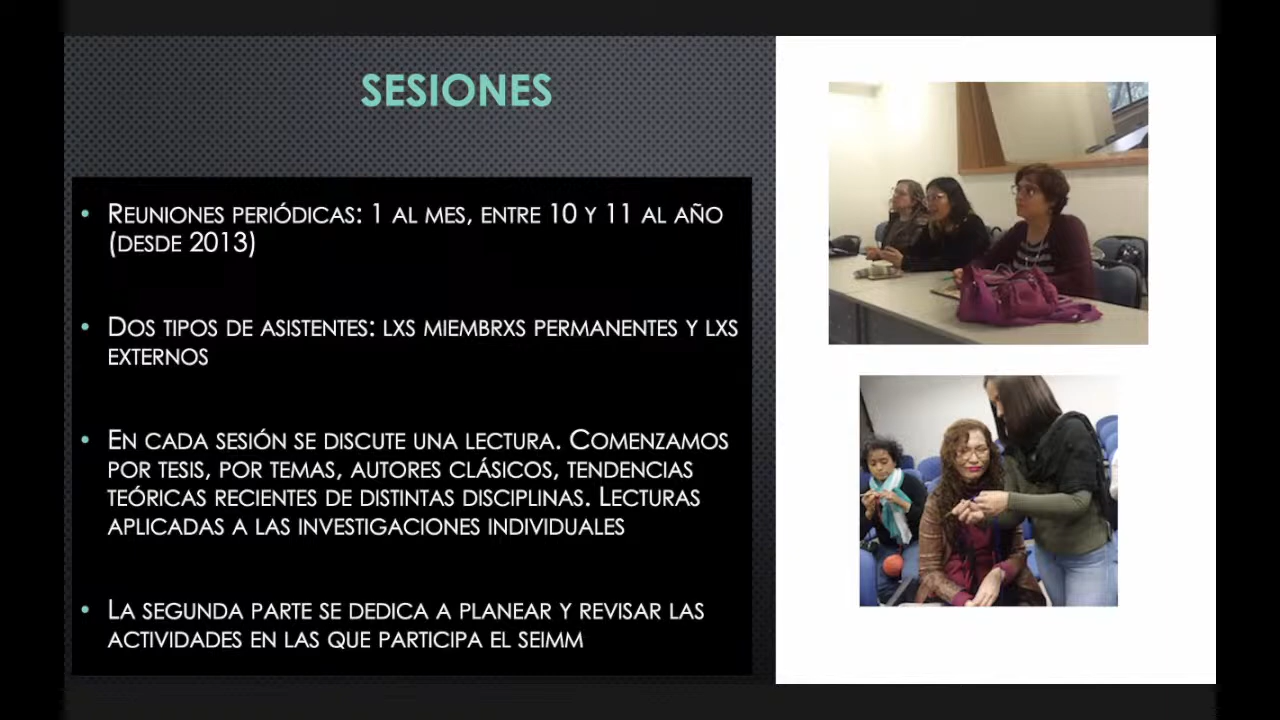 SESIONES
• REUNIONES PERIÓDICAS: 1 AL MES, ENTRE 10 Y 11 AL AÑO
(DESDE 2013)
• DOS TIPOS DE ASISTENTES: LXS MIEMBRXS PERMANENTES Y LXS
EXTERNOS
• EN CADA SESIÓN SE DISCUTE UNA LECTURA. COMENZAMOS
POR TESIS, POR TEMAS, AUTORES CLÁSICOS, TENDENCIAS
TEÓRICAS RECIENTES DE DISTINTAS DISCIPLINAS. LECTURAS
APLICADAS A LAS INVESTIGACIONES INDIVIDUALES
• LA SEGUNDA PARTE SE DEDICA A PLANEAR Y REVISAR LAS
ACTIVIDADES EN LAS QUE PARTICIPA EL SEIMM